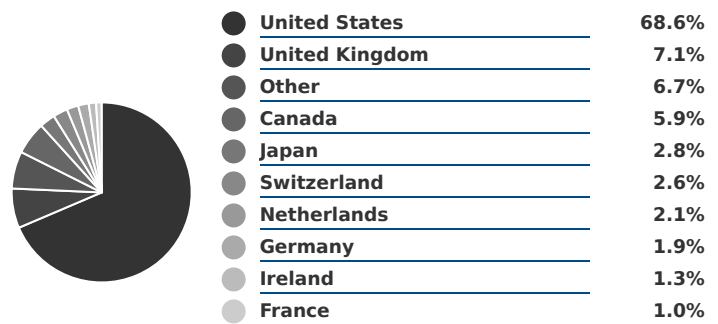 United States 68.6%
United Kingdom 7.1%
Other 6.7%
Canada 5.9%
Japan 2.8%
Switzerland 2.6%
Netherlands 2.1%
Germany 1.9%
Ireland 1.3%
France 1.0%